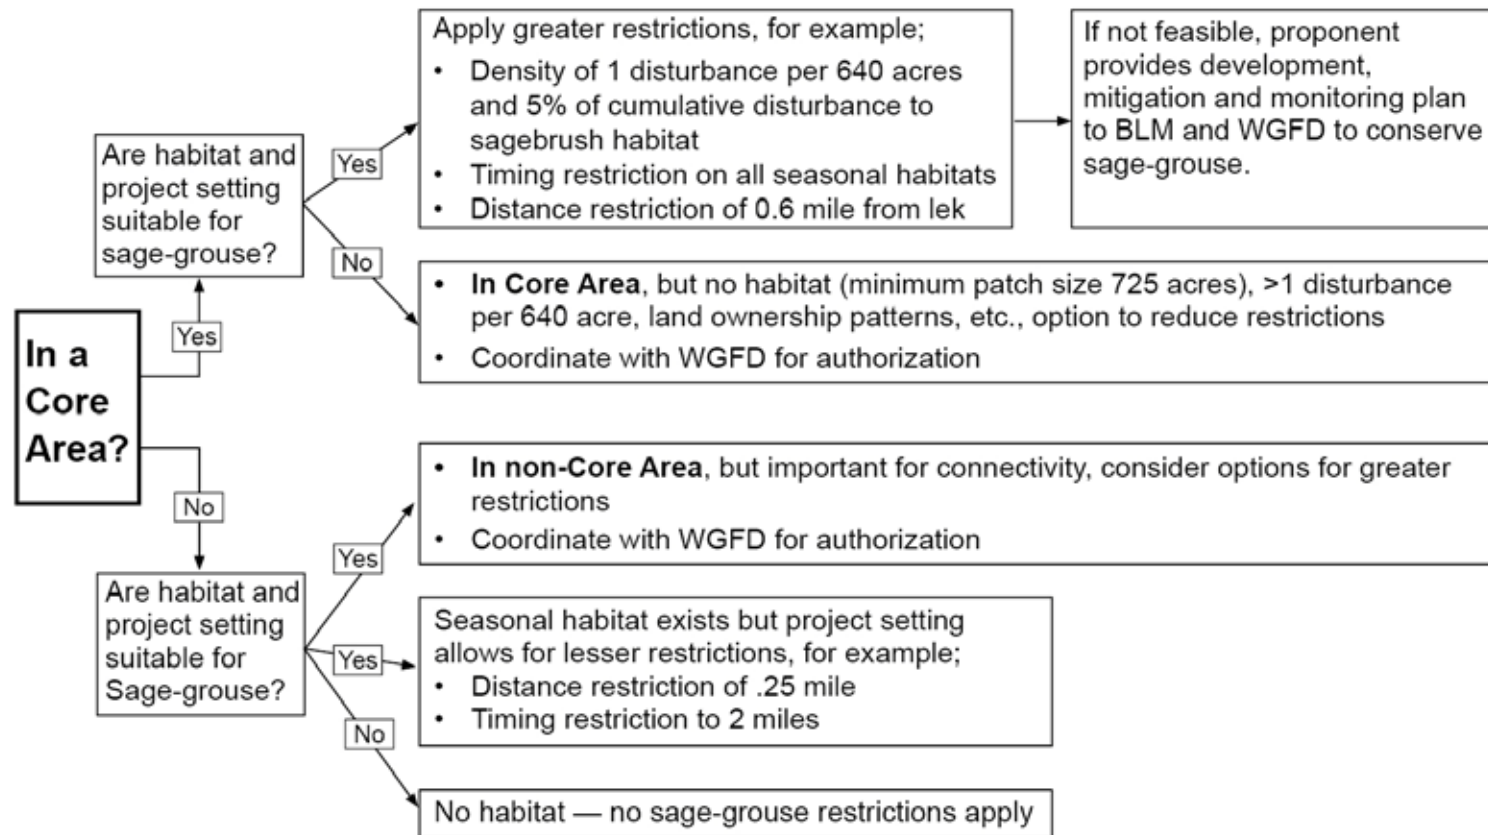 In a
Core
Area?
Yes
No
Are habitat and
project setting
suitable for
sage-grouse?
Yes
No
Apply greater restrictions, for example;
• Density of 1 disturbance per 640 acres
and 5% of cumulative disturbance to
sagebrush habitat
• Timing restriction on all seasonal habitats
• Distance restriction of 0.6 mile from lek
If not feasible, proponent
provides development,
mitigation and monitoring plan
to BLM and WGFD to conserve
sage-grouse.
• In Core Area, but no habitat (minimum patch size 725 acres), >1 disturbance
per 640 acre, land ownership patterns, etc., option to reduce restrictions
• Coordinate with WGFD for authorization
Are habitat and
project setting
suitable for
Sage-grouse?
Yes
Yes
No
• In non-Core Area, but important for connectivity, consider options for greater
restrictions
• Coordinate with WGFD for authorization
Seasonal habitat exists but project setting
allows for lesser restrictions, for example;
• Distance restriction of .25 mile
• Timing restriction to 2 miles
No habitat — no sage-grouse restrictions apply